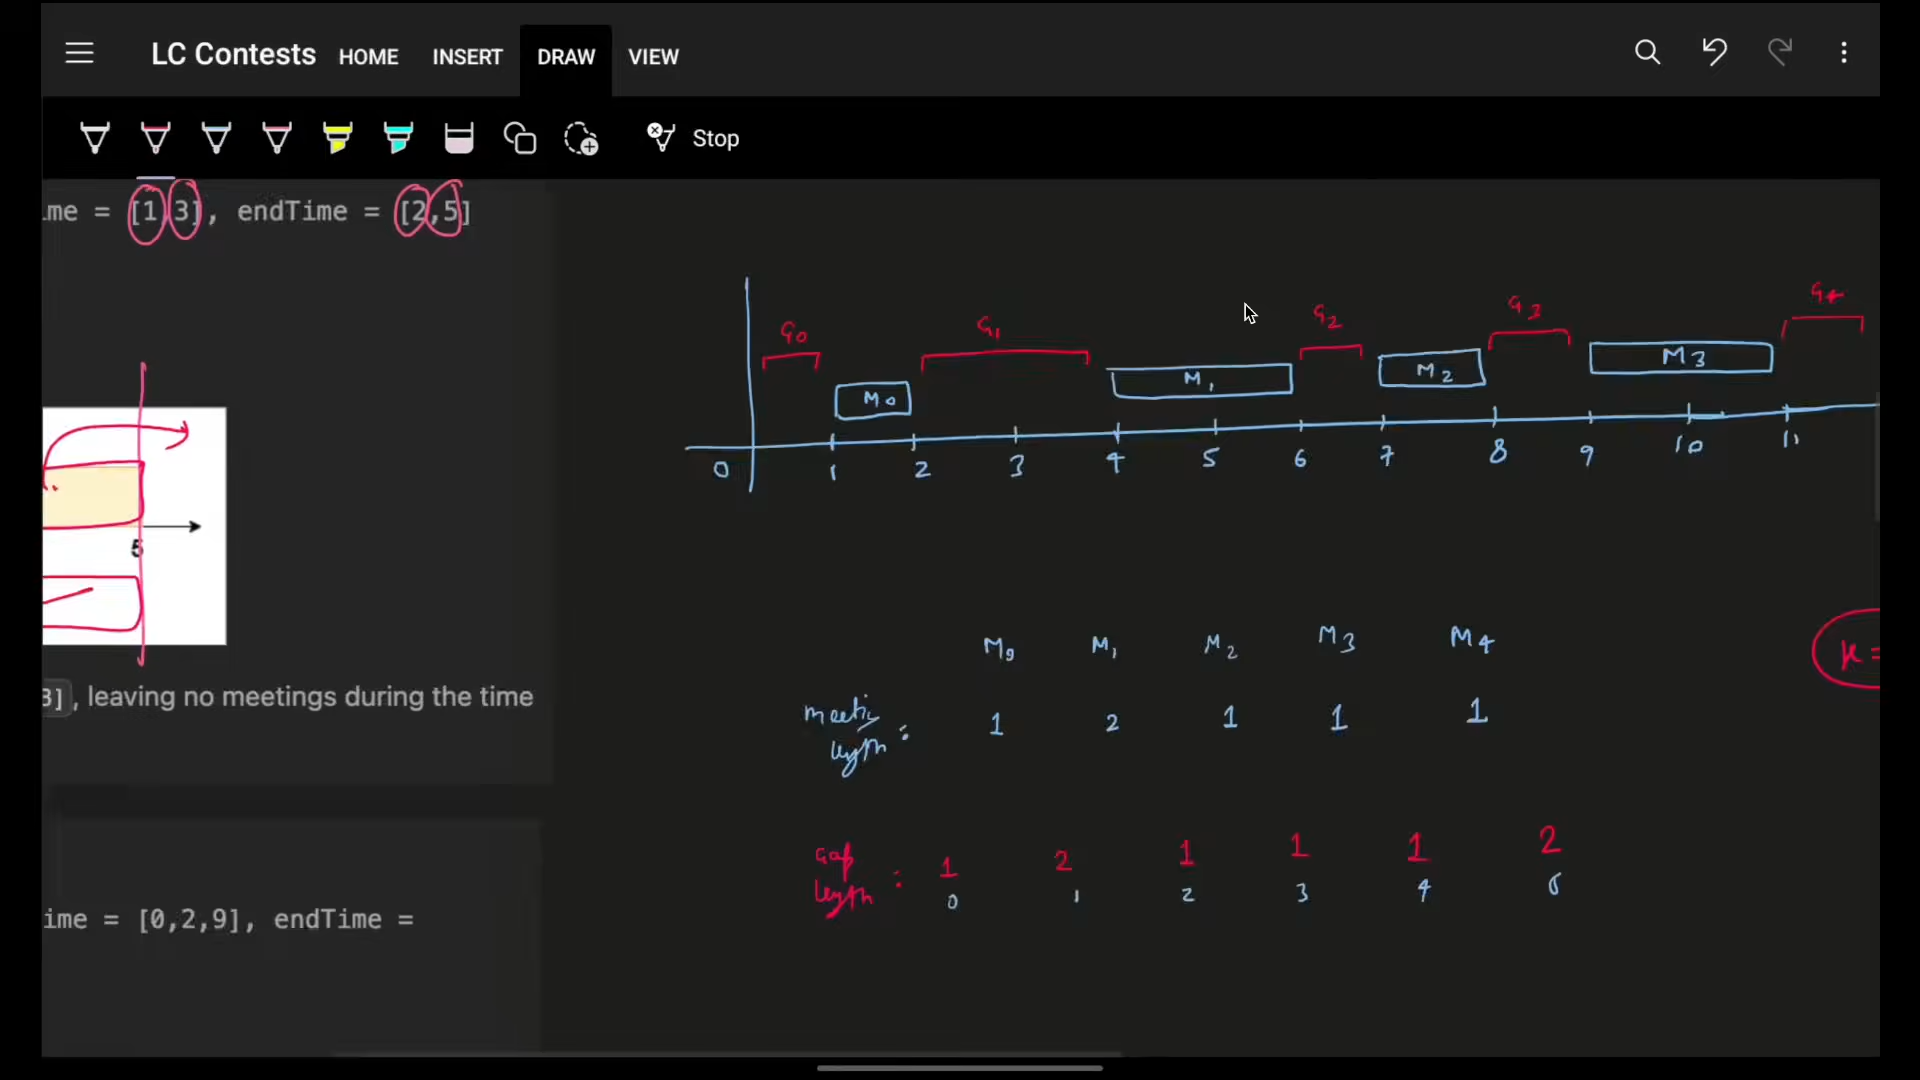 LC Contests HOME INSERT DRAW VIEW
Stop
me = [1,3], endTime = [2,5]
G0 G1 G2 G3 G4
M0 M1 M2 M3
0 1 2 3 4 5 6 7 8 9 10 11
5
3], leaving no meetings during the time
M0 M1 M2 M3 M4
K =
length : 1 2 1 1 1
Gap
length : 1 2 1 1 1 2
0 1 2 3 4 5
ime = [0,2,9], endTime =